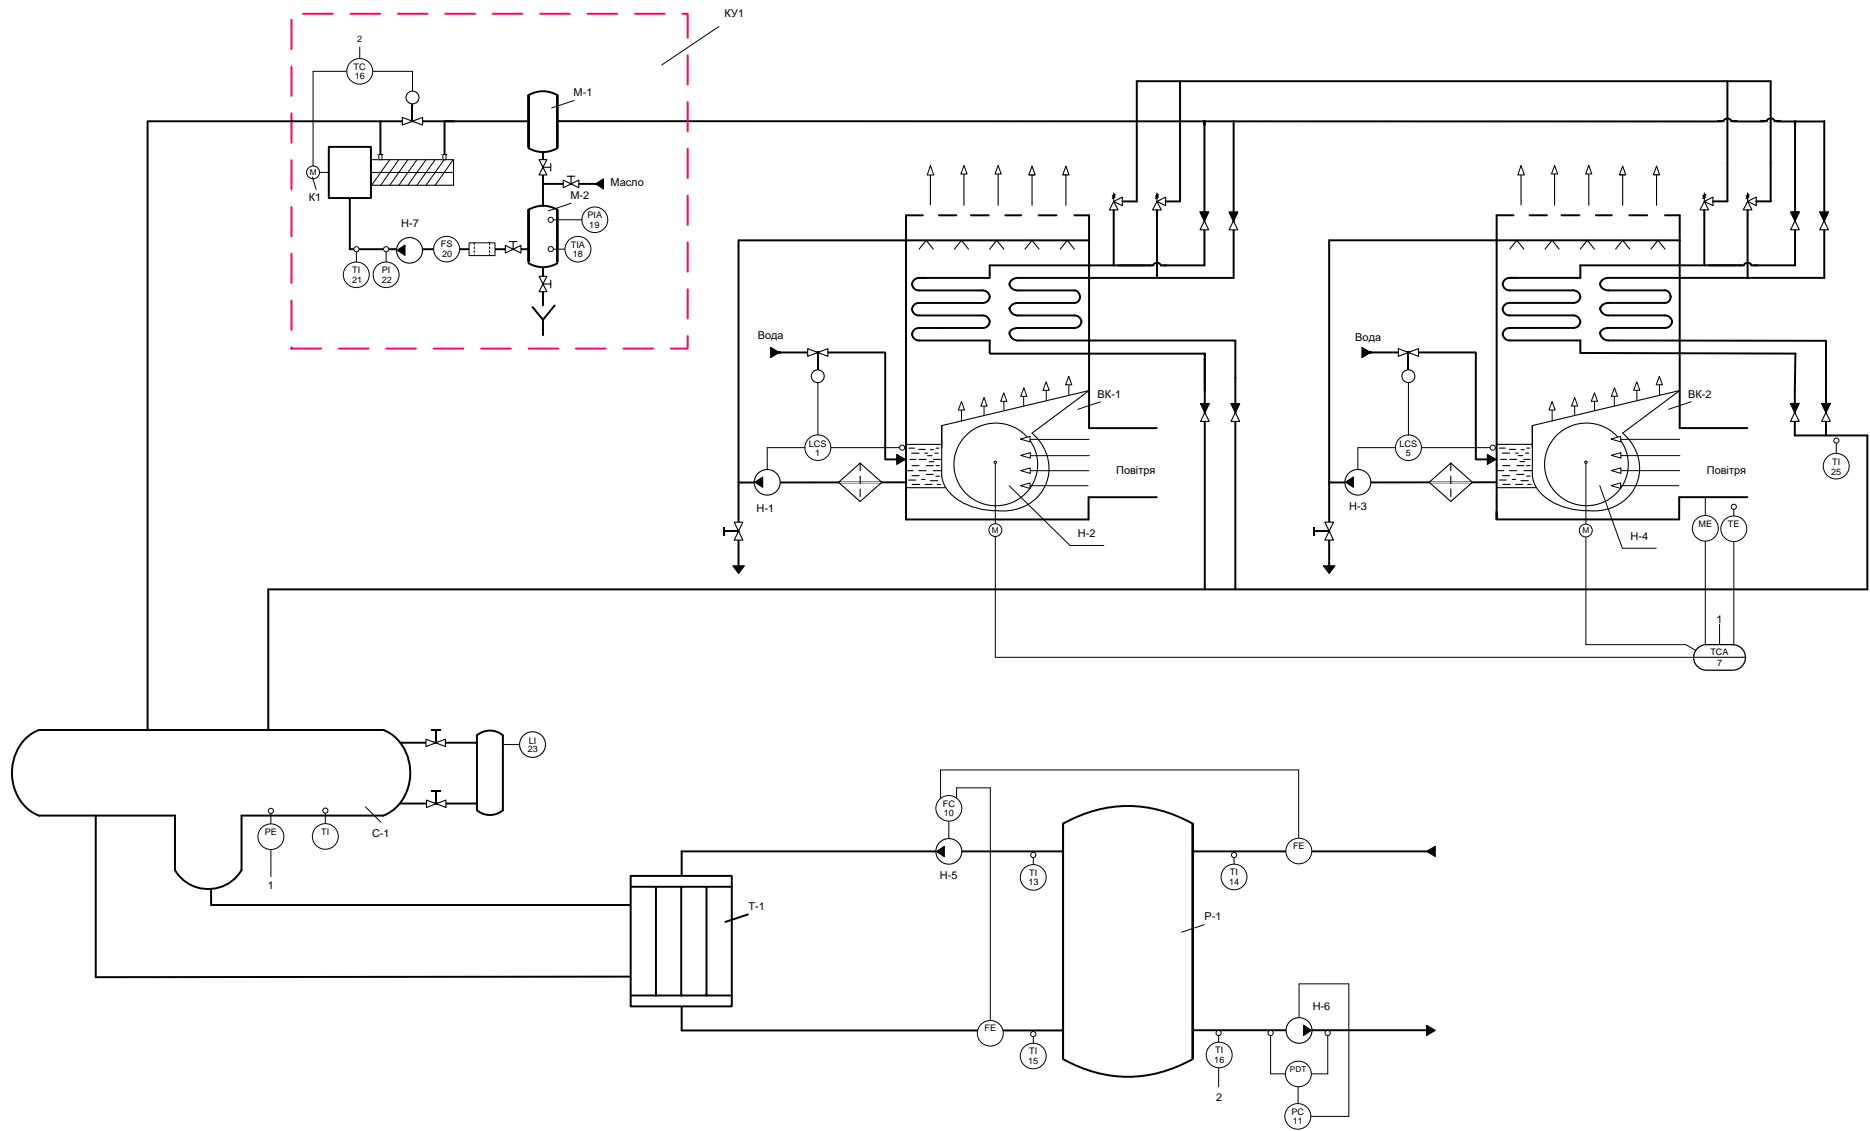 КУ1
2
TC
16
М-1
Масло
М-2
M
К1
Н-7
PIA
19
FS
20
TIA
18
TI
21
PI
22
Вода
Вода
ВК-1
ВК-2
LCS
1
LCS
5
Повітря
Повітря
TI
25
Н-1
Н-3
M
Н-2
M
Н-4
ME
TE
1
TCA
7
LI
23
PE
TI
С-1
1
FC
10
FE
Н-5
TI
13
TI
14
Т-1
Р-1
Н-6
FE
TI
15
TI
16
2
PDT
PC
11